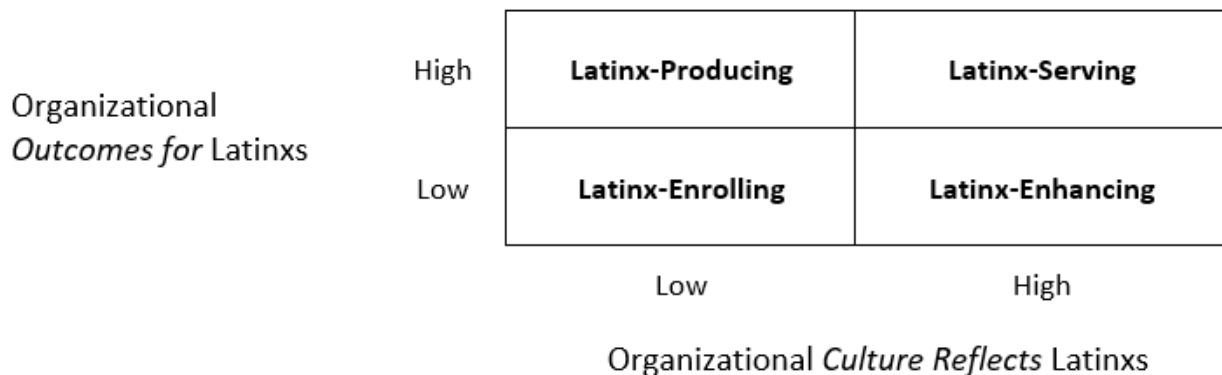 High
Latinx-Producing
Latinx-Serving
Organizational
Outcomes for Latinxs
Low
Latinx-Enrolling
Latinx-Enhancing
Low
High
Organizational Culture Reflects Latinxs